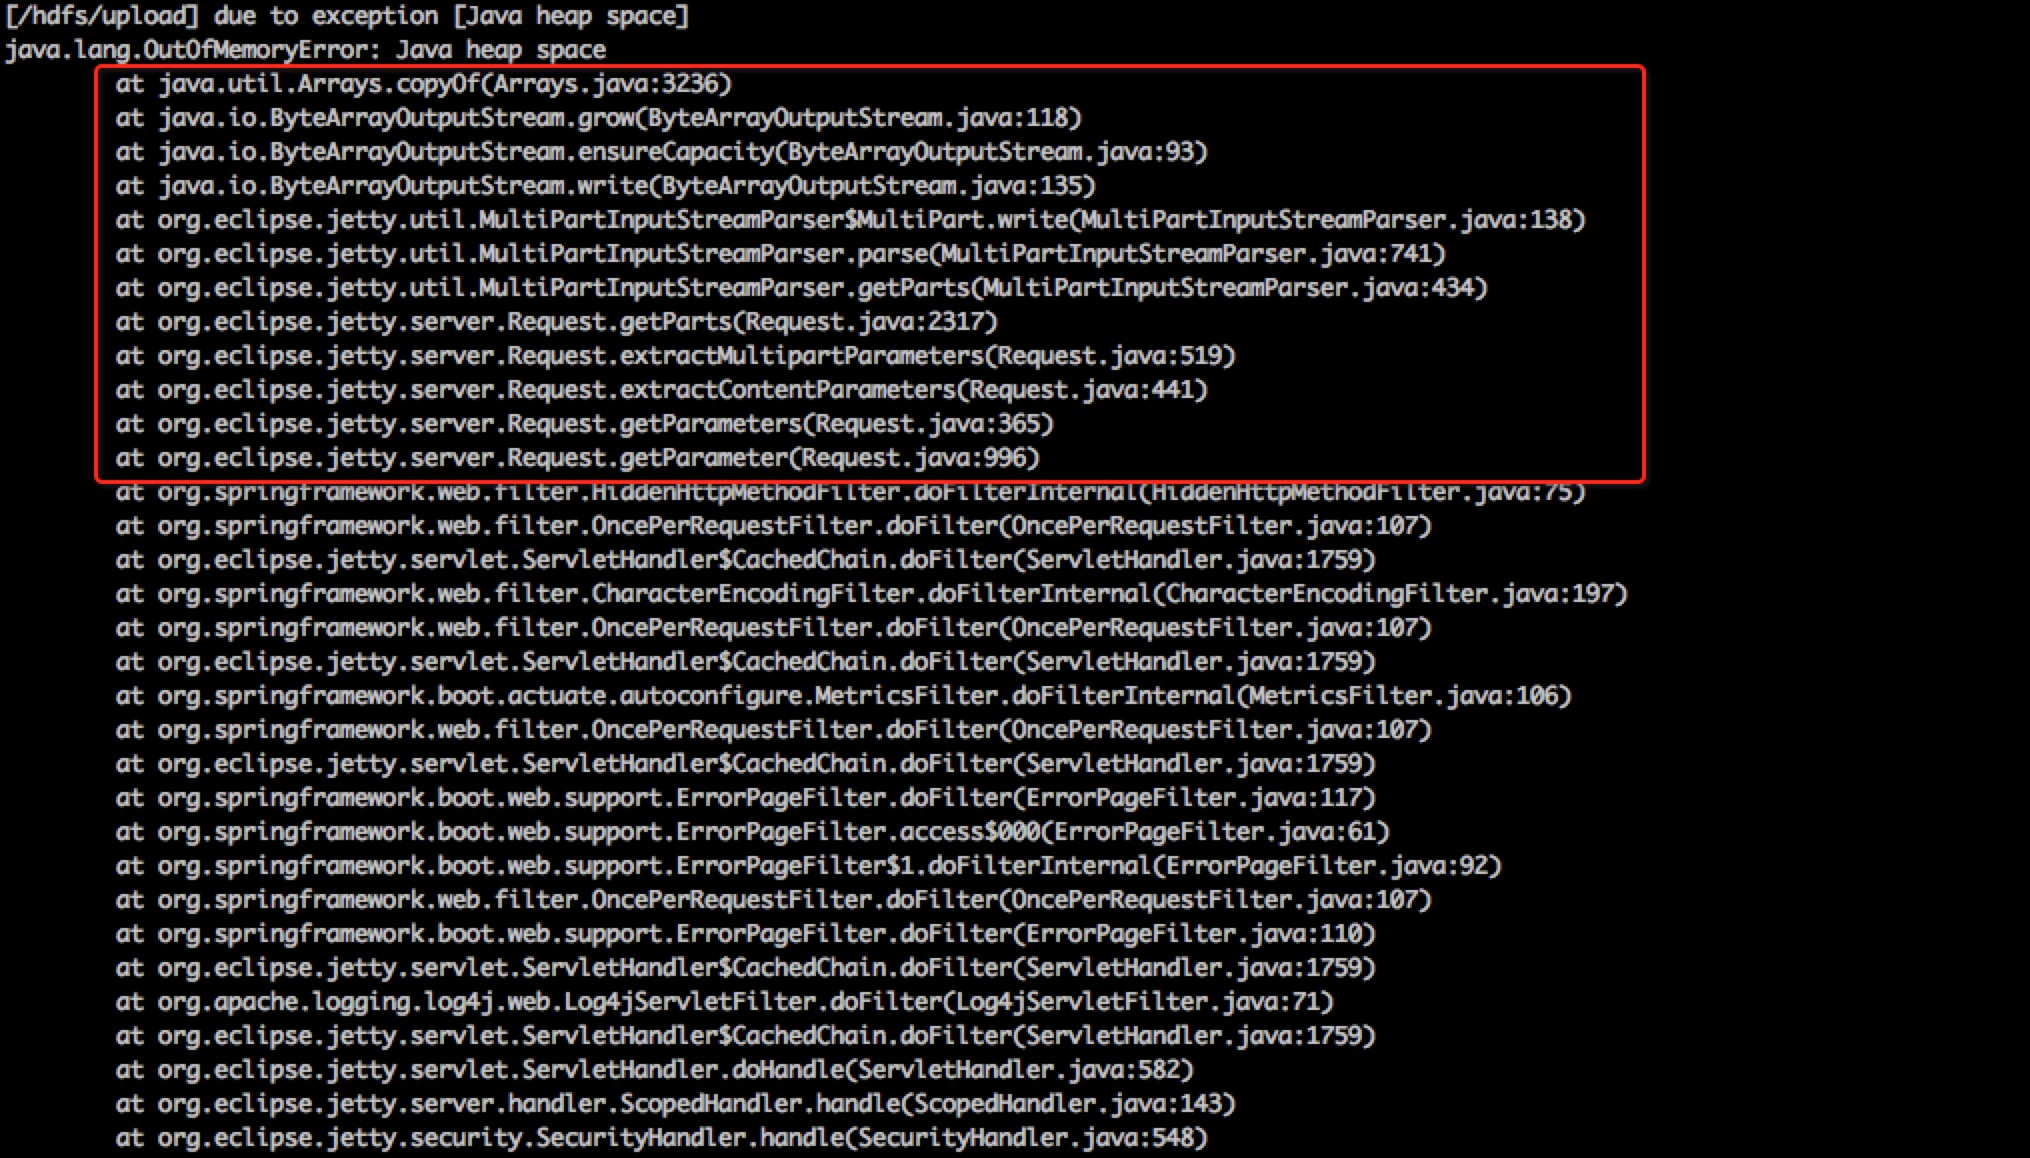 [/hdfs/upload] due to exception [Java heap space]
java.lang.OutOfMemoryError: Java heap space
at java.util.Arrays.copyOf(Arrays.java:3236)
at java.io.ByteArrayOutputStream.grow(ByteArrayOutputStream.java:118)
at java.io.ByteArrayOutputStream.ensureCapacity(ByteArrayOutputStream.java:93)
at java.io.ByteArrayOutputStream.write(ByteArrayOutputStream.java:135)
at org.eclipse.jetty.util.MultiPartInputStreamParser$MultiPart.write(MultiPartInputStreamParser.java:138)
at org.eclipse.jetty.util.MultiPartInputStreamParser.parse(MultiPartInputStreamParser.java:741)
at org.eclipse.jetty.util.MultiPartInputStreamParser.getParts(MultiPartInputStreamParser.java:434)
at org.eclipse.jetty.server.Request.getParts(Request.java:2317)
at org.eclipse.jetty.server.Request.extractMultipartParameters(Request.java:519)
at org.eclipse.jetty.server.Request.extractContentParameters(Request.java:441)
at org.eclipse.jetty.server.Request.getParameters(Request.java:365)
at org.eclipse.jetty.server.Request.getParameter(Request.java:996)
at org.springframework.web.filter.HiddenHttpMethodFilter.doFilterInternal(HiddenHttpMethodFilter.java:75)
at org.springframework.web.filter.OncePerRequestFilter.doFilter(OncePerRequestFilter.java:107)
at org.eclipse.jetty.servlet.ServletHandler$CachedChain.doFilter(ServletHandler.java:1759)
at org.springframework.web.filter.CharacterEncodingFilter.doFilterInternal(CharacterEncodingFilter.java:197)
at org.springframework.web.filter.OncePerRequestFilter.doFilter(OncePerRequestFilter.java:107)
at org.eclipse.jetty.servlet.ServletHandler$CachedChain.doFilter(ServletHandler.java:1759)
at org.springframework.boot.actuate.autoconfigure.MetricsFilter.doFilterInternal(MetricsFilter.java:106)
at org.springframework.web.filter.OncePerRequestFilter.doFilter(OncePerRequestFilter.java:107)
at org.eclipse.jetty.servlet.ServletHandler$CachedChain.doFilter(ServletHandler.java:1759)
at org.springframework.boot.web.support.ErrorPageFilter.doFilter(ErrorPageFilter.java:117)
at org.springframework.boot.web.support.ErrorPageFilter.access$000(ErrorPageFilter.java:61)
at org.springframework.boot.web.support.ErrorPageFilter$1.doFilterInternal(ErrorPageFilter.java:92)
at org.springframework.web.filter.OncePerRequestFilter.doFilter(OncePerRequestFilter.java:107)
at org.springframework.boot.web.support.ErrorPageFilter.doFilter(ErrorPageFilter.java:110)
at org.eclipse.jetty.servlet.ServletHandler$CachedChain.doFilter(ServletHandler.java:1759)
at org.apache.logging.log4j.web.Log4jServletFilter.doFilter(Log4jServletFilter.java:71)
at org.eclipse.jetty.servlet.ServletHandler$CachedChain.doFilter(ServletHandler.java:1759)
at org.eclipse.jetty.servlet.ServletHandler.doHandle(ServletHandler.java:582)
at org.eclipse.jetty.server.handler.ScopedHandler.handle(ScopedHandler.java:143)
at org.eclipse.jetty.security.SecurityHandler.handle(SecurityHandler.java:548)